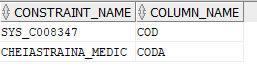 CONSTRAINT_NAME COLUMN_NAME
SYS_C008347 COD
CHEIASTRAINA_MEDIC CODA